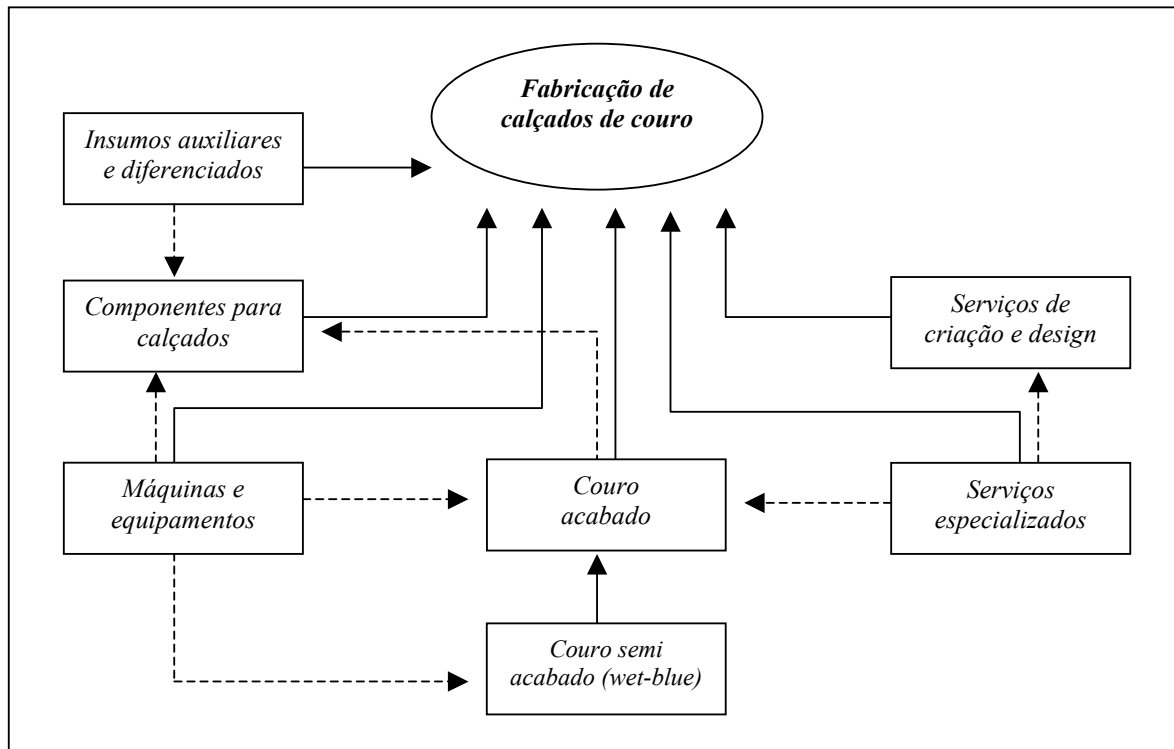 Fabricação de
calçados de couro
Insumos auxiliares
e diferenciados
Componentes para
calçados
Serviços de
criação e design
Máquinas e
equipamentos
Couro
acabado
Serviços
especializados
Couro semi
acabado (wet-blue)